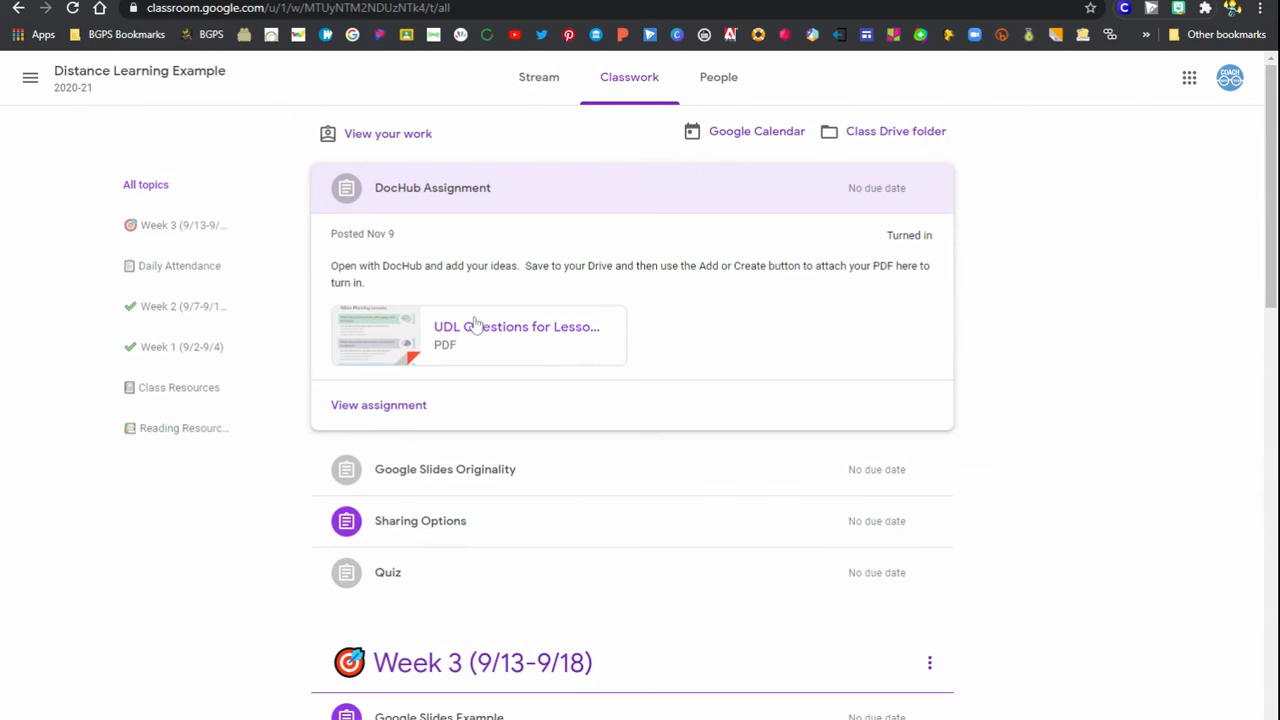 classroom.google.com/u/1/w/MTUyNTM2NDUzNTk4/t/all
Apps
BGPS Bookmarks
BGPS
Other bookmarks
Distance Learning Example
2020-21
Stream
Classwork
People
View your work
Google Calendar
Class Drive folder
All topics
Week 3 (9/13-9/...
Daily Attendance
Week 2 (9/7-9/1...
Week 1 (9/2-9/4)
Class Resources
Reading Resourc...
DocHub Assignment
No due date
Posted Nov 9
Turned in
Open with DocHub and add your ideas. Save to your Drive and then use the Add or Create button to attach your PDF here to
turn in.
UDL Questions for Lesso...
PDF
View assignment
Google Slides Originality
No due date
Sharing Options
No due date
Quiz
No due date
Week 3 (9/13-9/18)
Google Slides Example
No due date